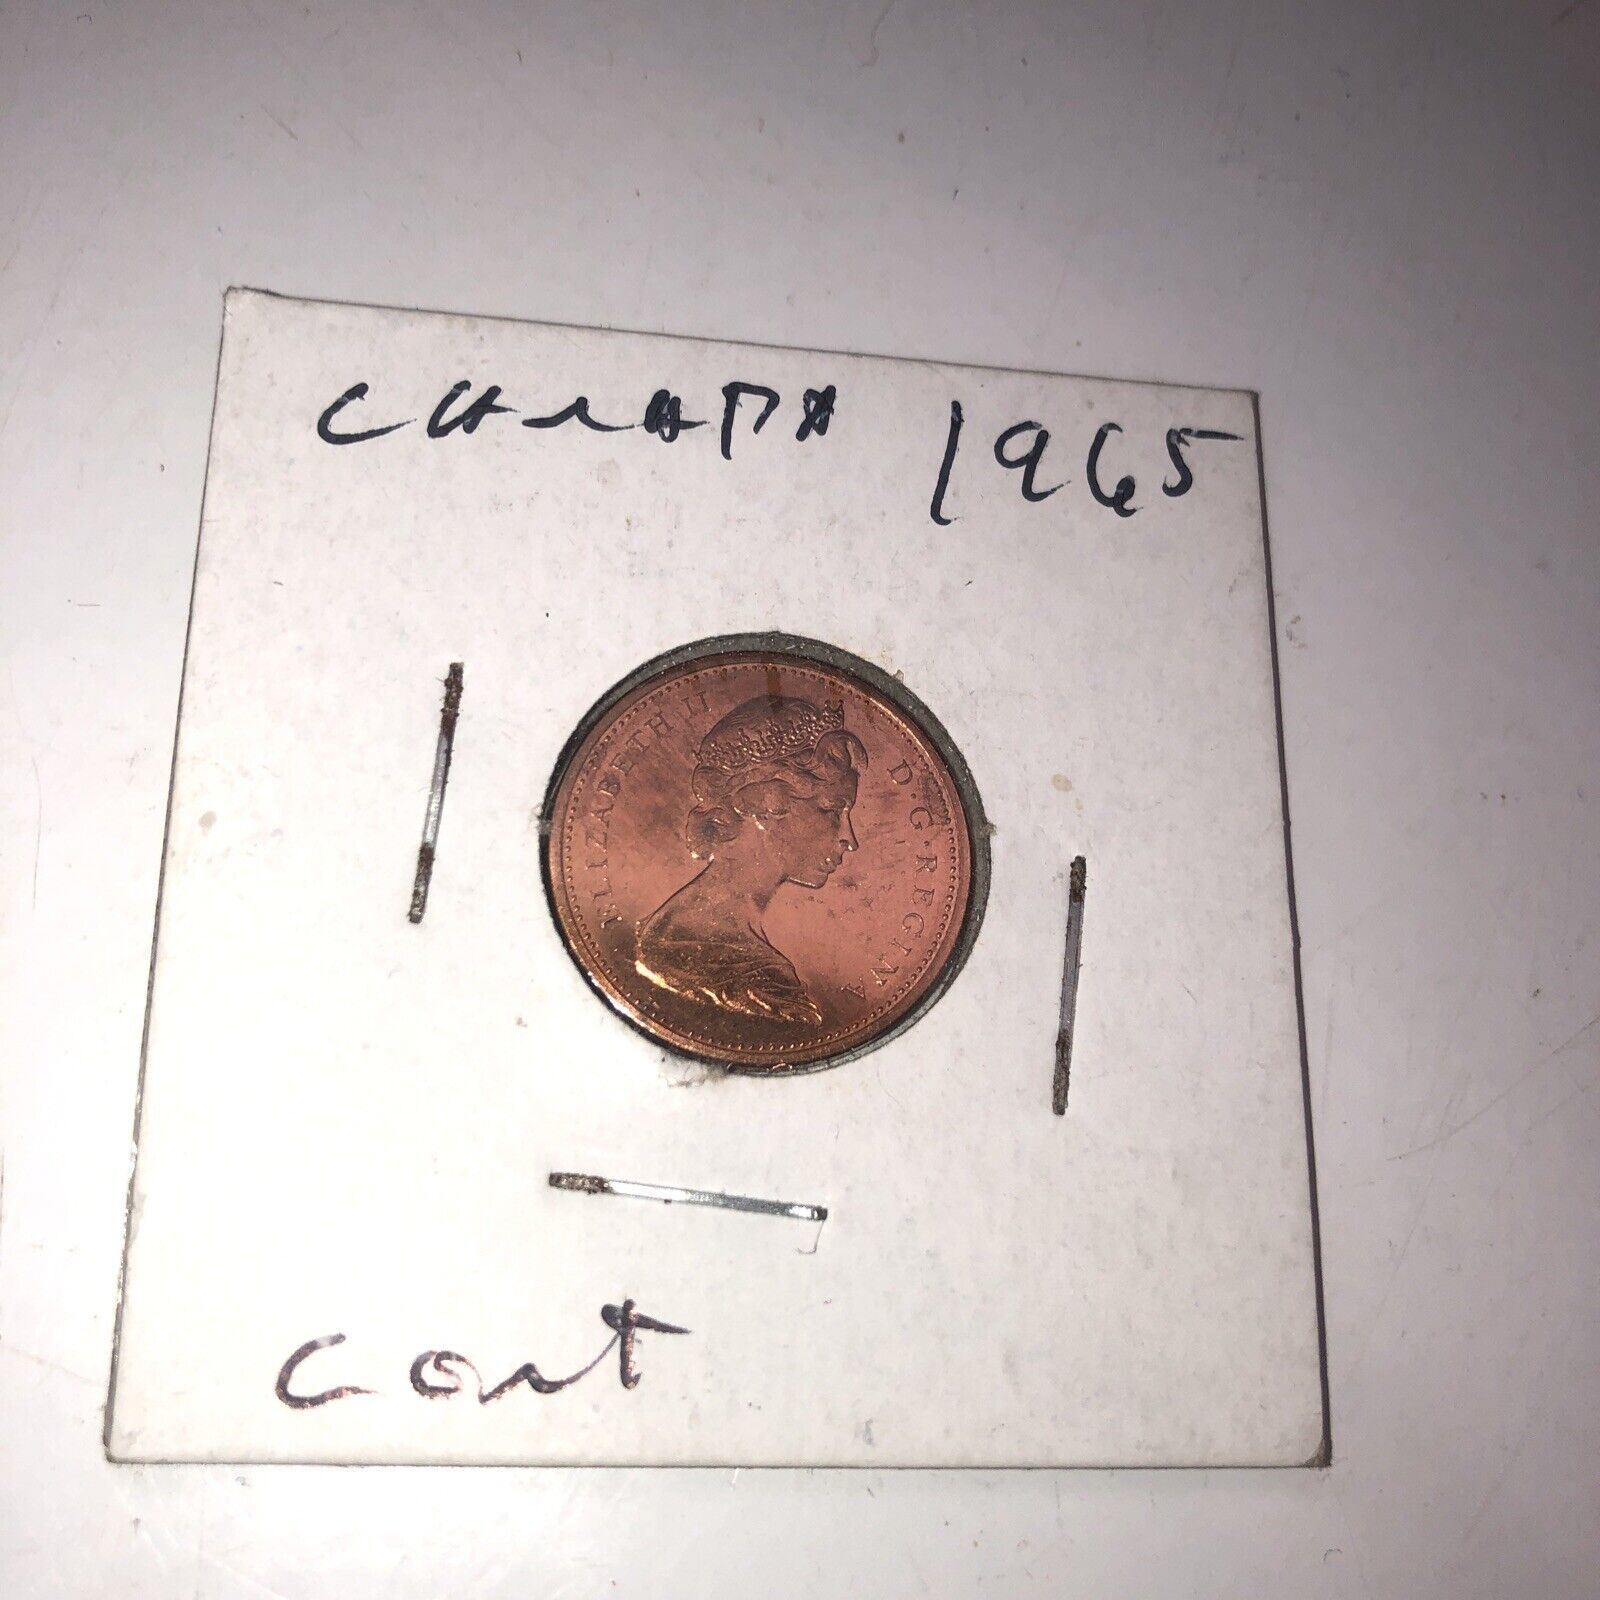 CANADA 1965
ELIZABETH II D·G·REGINA
cent